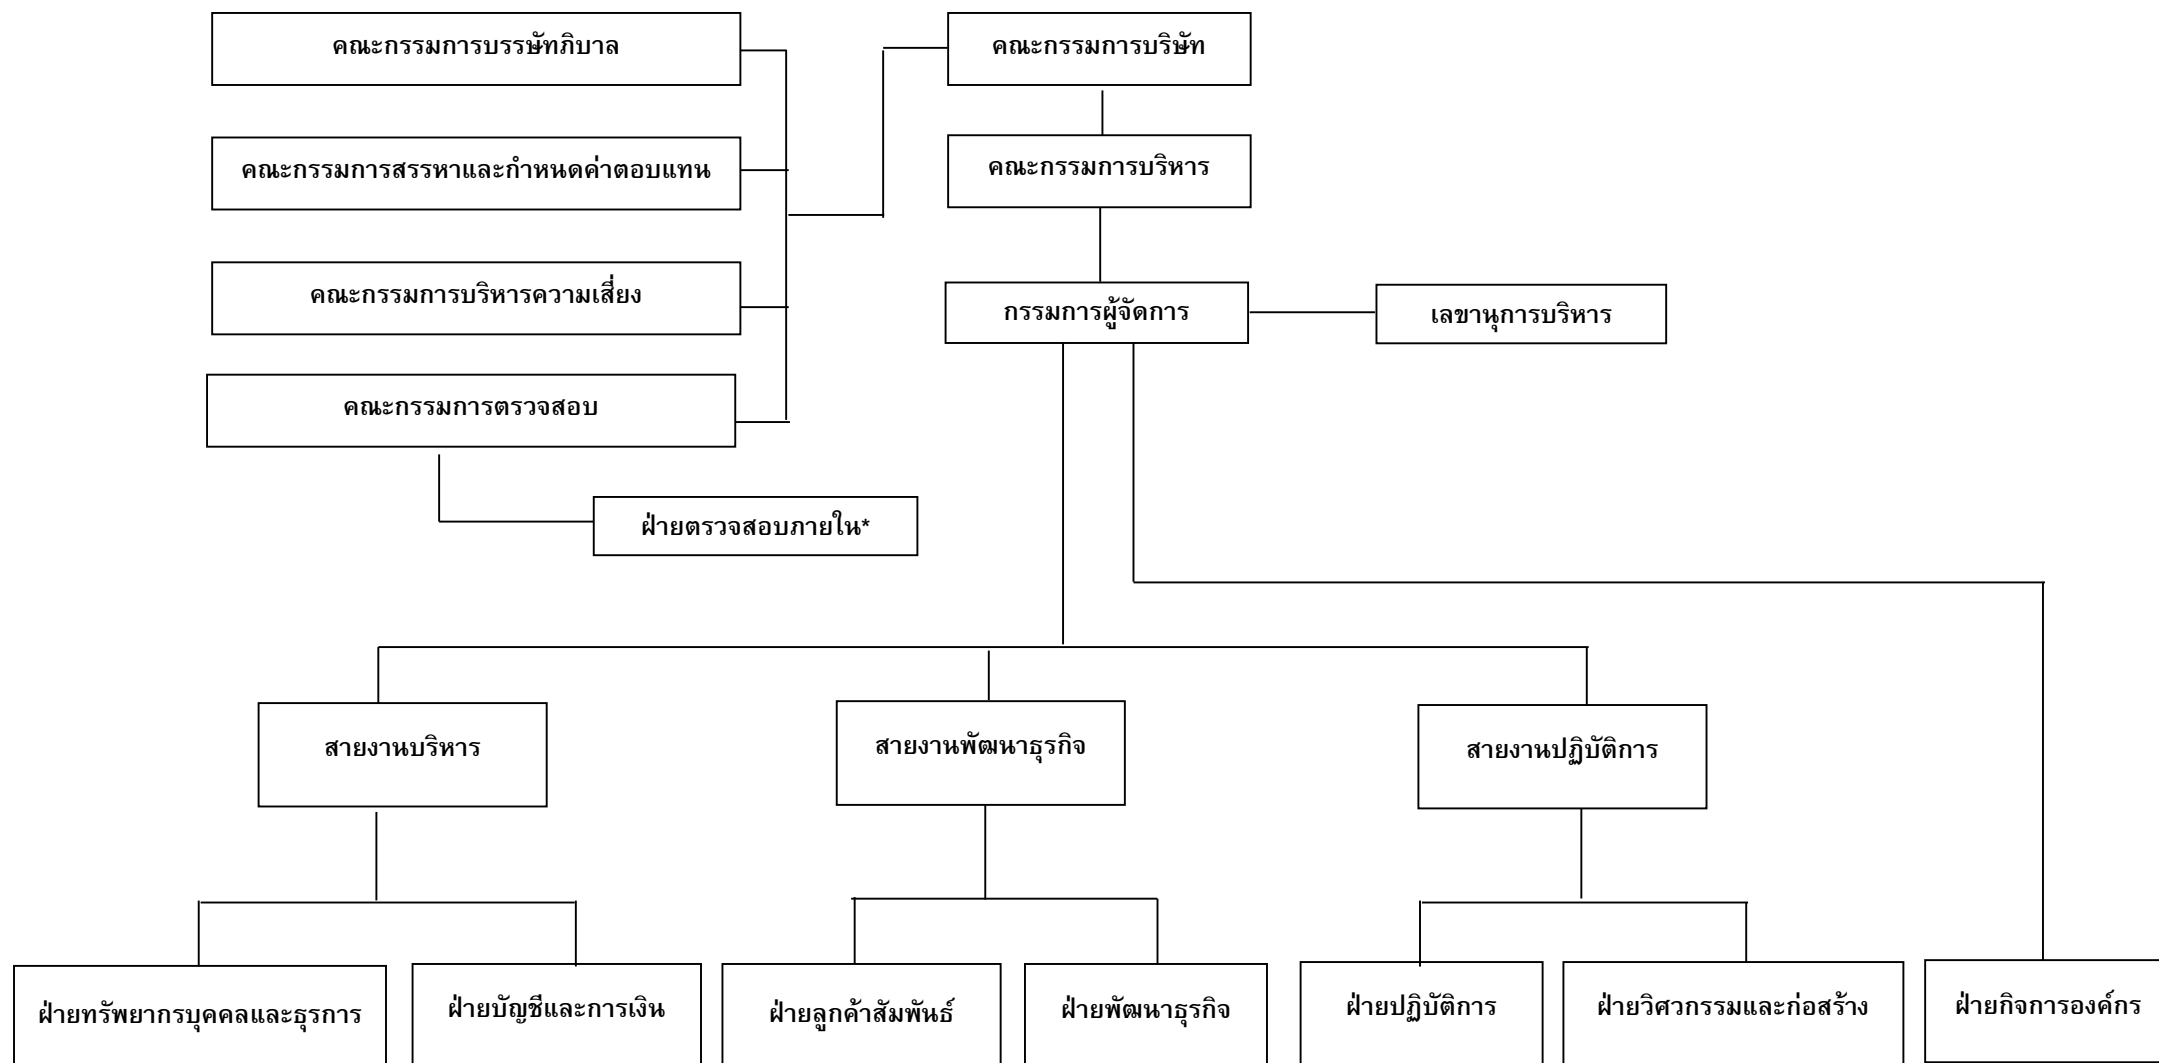 คณะกรรมการบรรษัทภิบาล
คณะกรรมการบริษัท
คณะกรรมการสรรหาและกำหนดค่าตอบแทน
คณะกรรมการบริหาร
คณะกรรมการบริหารความเสี่ยง
กรรมการผู้จัดการ
เลขานุการบริหาร
คณะกรรมการตรวจสอบ
ฝ่ายตรวจสอบภายใน*
สายงานบริหาร
สายงานพัฒนาธุรกิจ
สายงานปฏิบัติการ
ฝ่ายทรัพยากรบุคคลและธุรการ
ฝ่ายบัญชีและการเงิน
ฝ่ายลูกค้าสัมพันธ์
ฝ่ายพัฒนาธุรกิจ
ฝ่ายปฏิบัติการ
ฝ่ายวิศวกรรมและก่อสร้าง
ฝ่ายกิจการองค์กร